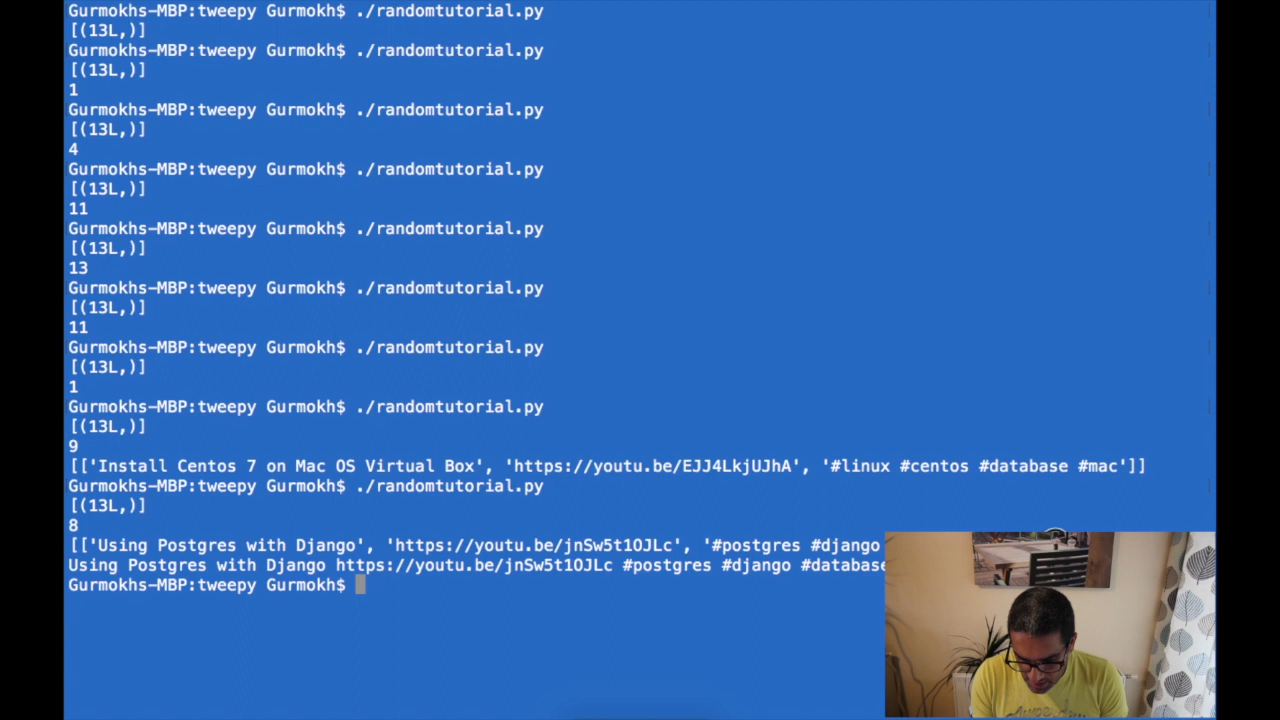 Gurmokhs-MBP:tweepy Gurmokh$ ./randomtutorial.py
[(13L,)]
Gurmokhs-MBP:tweepy Gurmokh$ ./randomtutorial.py
[(13L,)]
1
Gurmokhs-MBP:tweepy Gurmokh$ ./randomtutorial.py
[(13L,)]
4
Gurmokhs-MBP:tweepy Gurmokh$ ./randomtutorial.py
[(13L,)]
11
Gurmokhs-MBP:tweepy Gurmokh$ ./randomtutorial.py
[(13L,)]
13
Gurmokhs-MBP:tweepy Gurmokh$ ./randomtutorial.py
[(13L,)]
11
Gurmokhs-MBP:tweepy Gurmokh$ ./randomtutorial.py
[(13L,)]
1
Gurmokhs-MBP:tweepy Gurmokh$ ./randomtutorial.py
[(13L,)]
9
[['Install Centos 7 on Mac OS Virtual Box', 'https://youtu.be/EJJ4LkjUJhA', '#linux #centos #database #mac']]
Gurmokhs-MBP:tweepy Gurmokh$ ./randomtutorial.py
[(13L,)]
8
[['Using Postgres with Django', 'https://youtu.be/jnSw5t1OJLc', '#postgres #django
Using Postgres with Django https://youtu.be/jnSw5t1OJLc #postgres #django #database
Gurmokhs-MBP:tweepy Gurmokh$